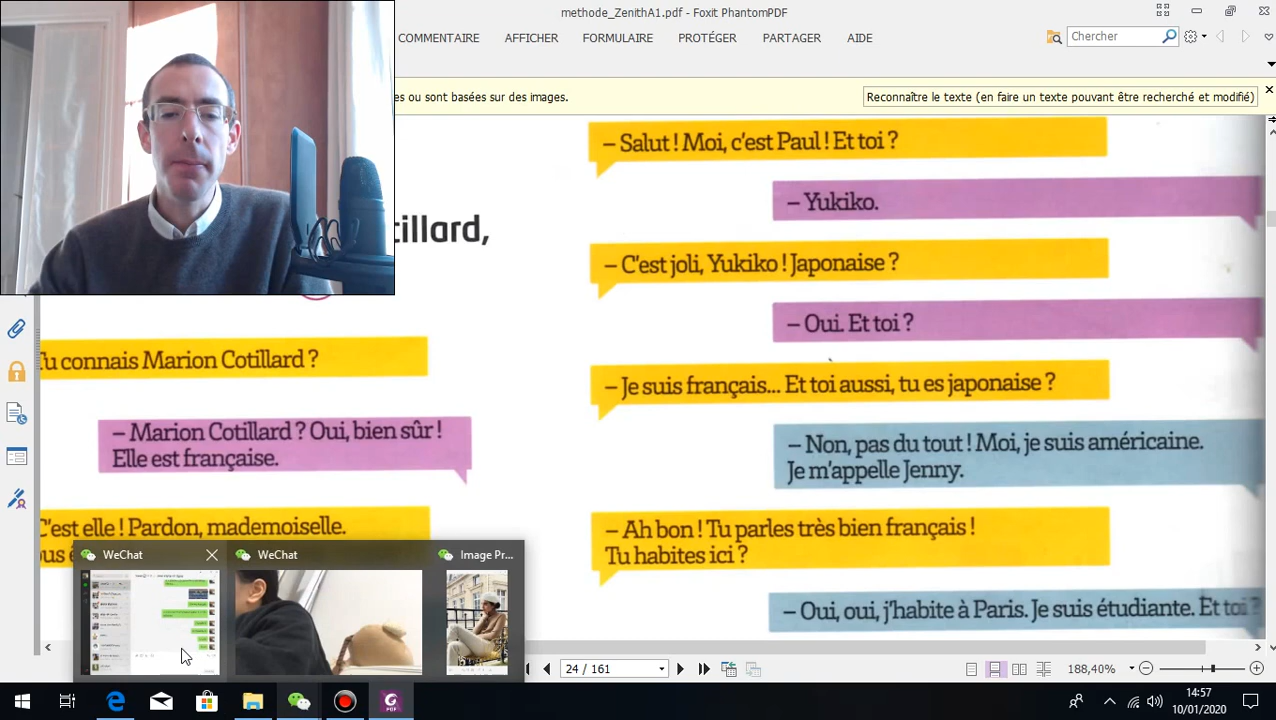 methode_ZenithA1.pdf - Foxit PhantomPDF
COMMENTAIRE AFFICHER FORMULAIRE PROTÉGER PARTAGER AIDE Chercher
es ou sont basées sur des images. Reconnaître le texte (en faire un texte pouvant être recherché et modifié)
– Salut ! Moi, c'est Paul ! Et toi ?
– Yukiko.
tillard,
– C'est joli, Yukiko ! Japonaise ?
– Oui. Et toi ?
Tu connais Marion Cotillard ?
– Je suis français... Et toi aussi, tu es japonaise ?
– Marion Cotillard ? Oui, bien sûr !
Elle est française.
– Non, pas du tout ! Moi, je suis américaine.
Je m'appelle Jenny.
C'est elle ! Pardon, mademoiselle.
– Ah bon ! Tu parles très bien français !
Tu habites ici ?
– Oui, oui, j'habite à Paris. Je suis étudiante. Et toi ?
WeChat WeChat Image Pr...
24 / 161 188,40%
14:57
10/01/2020